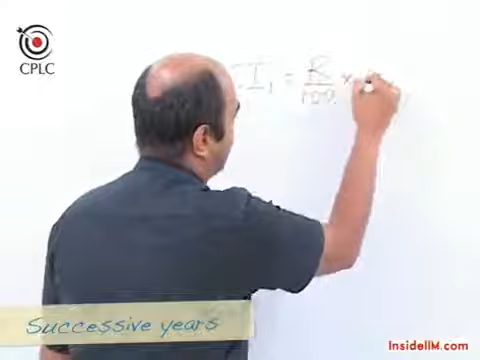 CPLC
I₁ = R/100 ×
Successive years
InsideIIM.com